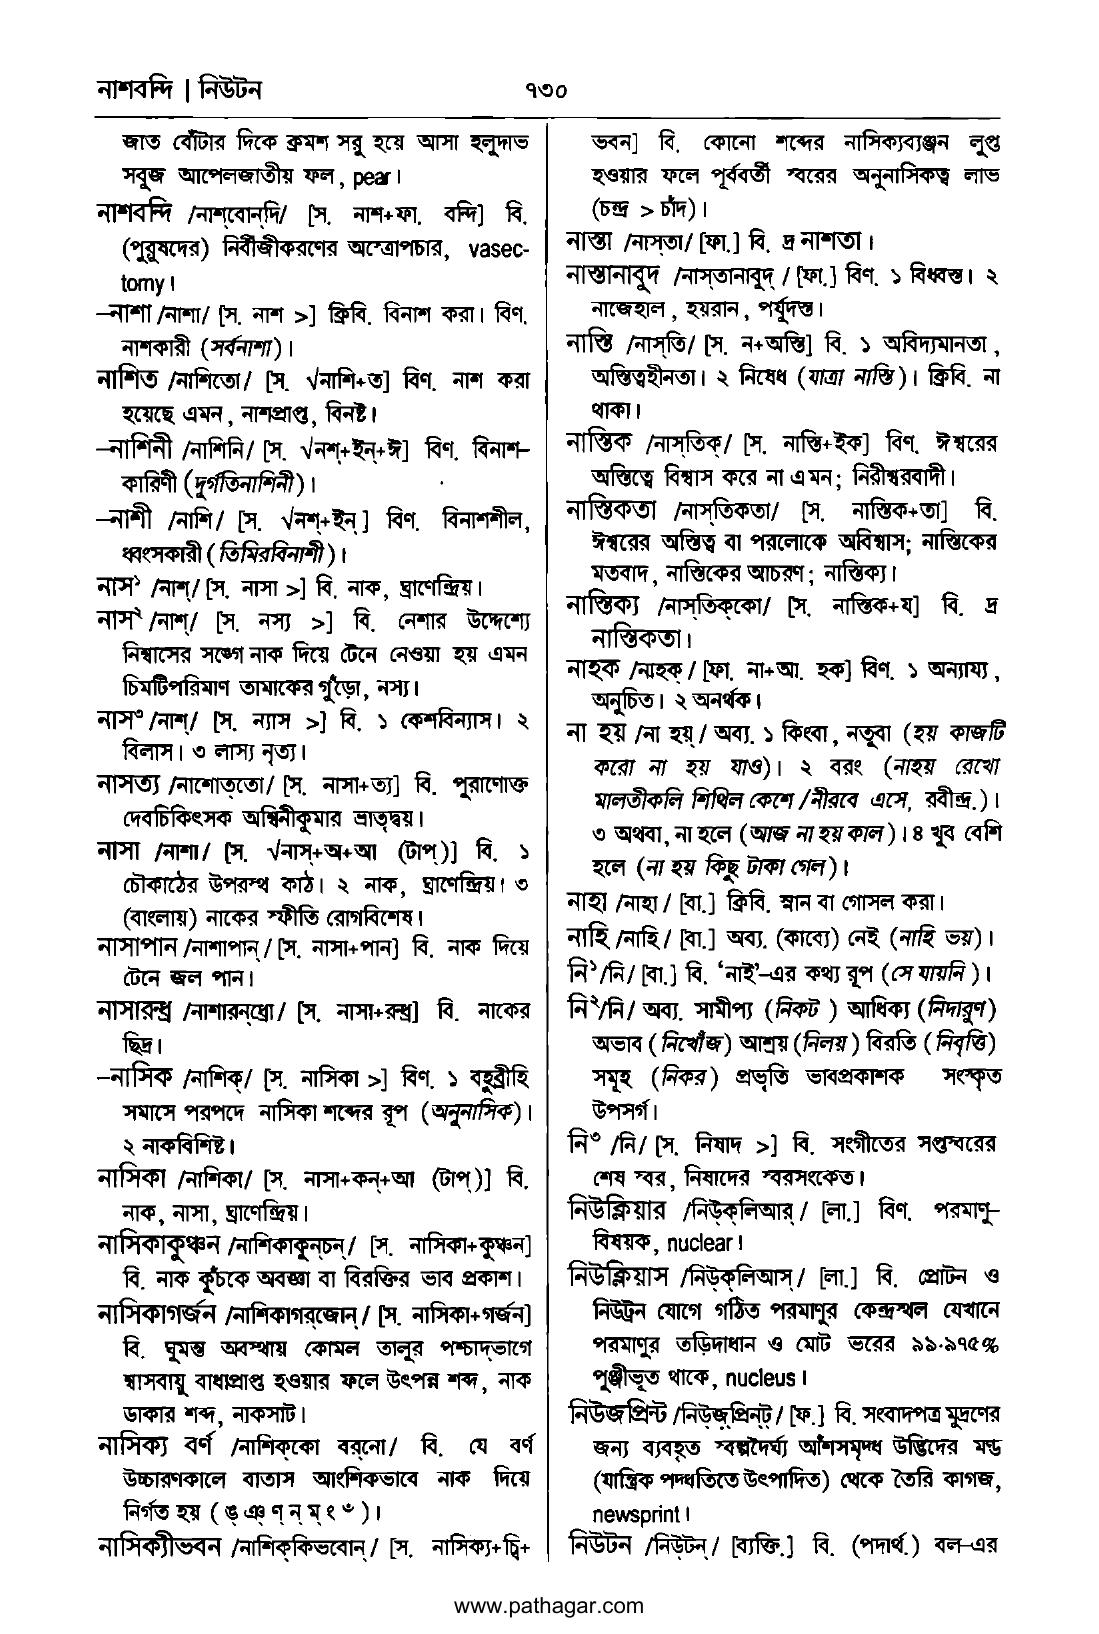 নাশবন্দি | নিউটন
৭৩০
জাত বোঁটার দিকে ক্রমশ সরু হয়ে আসা হলুদাভ
সবুজ আপেলজাতীয় ফল, pear।
নাশবন্দি /নাশ্‌বোন্‌দি/ [স. নাশ+ফা. বন্দি] বি.
(পুরুষদের) নির্বীজীকরণের অস্ত্রোপচার, vasec-
tomy।
–নাশা /নাশা/ [স. নাশ >] ক্রিবি. বিনাশ করা। বিণ.
নাশকারী (সর্বনাশা)।
নাশিত /নাশিতো/ [স. √নাশি+ত] বিণ. নাশ করা
হয়েছে এমন, নাশপ্রাপ্ত, বিনষ্ট।
–নাশিনী /নাশিনি/ [স. √নশ্‌+ইন্‌+ঈ] বিণ. বিনাশ–
কারিণী (দুর্গতিনাশিনী)।
–নাশী /নাশি/ [স. √নশ্‌+ইন্‌] বিণ. বিনাশশীল,
ধ্বংসকারী (তিমিরবিনাশী)।
নাস১ /নাশ্‌/ [স. নাসা >] বি. নাক, ঘ্রাণেন্দ্রিয়।
নাস২ /নাশ্‌/ [স. নস্য >] বি. নেশার উদ্দেশ্যে
নিশ্বাসের সঙ্গে নাক দিয়ে টেনে নেওয়া হয় এমন
চিমটিপরিমাণ তামাকের গুঁড়ো, নস্য।
নাস৩ /নাশ্‌/ [স. ন্যাস >] বি. ১ কেশবিন্যাস। ২
বিলাস। ৩ লাস্য নৃত্য।
নাসত্য /নাশোত্‌তো/ [স. নাসা+ত্য] বি. পুরাণোক্ত
দেবচিকিৎসক অশ্বিনীকুমার ভ্রাতৃদ্বয়।
নাসা /নাশা/ [স. √নাস্‌+অ+আ (টাপ্‌)] বি. ১
চৌকাঠের উপরস্থ কাঠ। ২ নাক, ঘ্রাণেন্দ্রিয়। ৩
(বাংলায়) নাকের স্ফীতি রোগবিশেষ।
নাসাপান /নাশাপান্‌/ [স. নাসা+পান] বি. নাক দিয়ে
টেনে জল পান।
নাসারন্ধ্র /নাশারন্‌ধ্রো/ [স. নাসা+রন্ধ্র] বি. নাকের
ছিদ্র।
–নাসিক /নাশিক্‌/ [স. নাসিকা >] বিণ. ১ বহুব্রীহি
সমাসে পরপদে নাসিকা শব্দের রূপ (অনুনাসিক)।
২ নাকবিশিষ্ট।
নাসিকা /নাশিকা/ [স. নাসা+কন্‌+আ (টাপ্‌)] বি.
নাক, নাসা, ঘ্রাণেন্দ্রিয়।
নাসিকাকুঞ্চন /নাশিকাকুন্‌চন্‌/ [স. নাসিকা+কুঞ্চন]
বি. নাক কুঁচকে অবজ্ঞা বা বিরক্তির ভাব প্রকাশ।
নাসিকাগর্জন /নাশিকাগর্‌জোন্‌/ [স. নাসিকা+গর্জন]
বি. ঘুমন্ত অবস্থায় কোমল তালুর পশ্চাদ্‌ভাগে
শ্বাসবায়ু বাধাপ্রাপ্ত হওয়ার ফলে উৎপন্ন শব্দ, নাক
ডাকার শব্দ, নাকসাট।
নাসিক্য বর্ণ /নাশিক্‌কো বর্‌নো/ বি. যে বর্ণ
উচ্চারণকালে বাতাস আংশিকভাবে নাক দিয়ে
নির্গত হয় (ঙ্‌ ঞ্‌ ণ্‌ ন্‌ ম্‌ ং ঁ)।
নাসিক্যীভবন /নাশিক্‌কিভবোন্‌/ [স. নাসিক্য+চ্বি+
ভবন] বি. কোনো শব্দের নাসিক্যব্যঞ্জন লুপ্ত
হওয়ার ফলে পূর্ববর্তী স্বরের অনুনাসিকত্ব লাভ
(চন্দ্র > চাঁদ)।
নাস্তা /নাস্‌তা/ [ফা.] বি. দ্র নাশতা।
নাস্তানাবুদ /নাস্‌তানাবুদ্‌/ [ফা.] বিণ. ১ বিধ্বস্ত। ২
নাজেহাল, হয়রান, পর্যুদস্ত।
নাস্তি /নাস্‌তি/ [স. ন+অস্তি] বি. ১ অবিদ্যমানতা,
অস্তিত্বহীনতা। ২ নিষেধ (যাত্রা নাস্তি)। ক্রিবি. না
থাকা।
নাস্তিক /নাস্‌তিক্‌/ [স. নাস্তি+ইক] বিণ. ঈশ্বরের
অস্তিত্বে বিশ্বাস করে না এমন; নিরীশ্বরবাদী।
নাস্তিকতা /নাস্‌তিকতা/ [স. নাস্তিক+তা] বি.
ঈশ্বরের অস্তিত্ব বা পরলোকে অবিশ্বাস; নাস্তিকের
মতবাদ, নাস্তিকের আচরণ; নাস্তিক্য।
নাস্তিক্য /নাস্‌তিক্‌কো/ [স. নাস্তিক+য] বি. দ্র
নাস্তিকতা।
নাহক /নাহক্‌/ [ফা. না+আ. হক] বিণ. ১ অন্যায্য,
অনুচিত। ২ অনর্থক।
না হয় /না হয়্‌/ অব্য. ১ কিংবা, নতুবা (হয় কাজটি
করো না হয় যাও)। ২ বরং (নাহয় রেখো
মালতীকলি শিথিল কেশে/নীরবে এসে, রবীন্দ্র.)।
৩ অথবা, না হলে (আজ না হয় কাল)। ৪ খুব বেশি
হলে (না হয় কিছু টাকা গেল)।
নাহা /নাহা/ [বা.] ক্রিবি. স্নান বা গোসল করা।
নাহি /নাহি/ [বা.] অব্য. (কাব্যে) নেই (নাহি ভয়)।
নি১ /নি/ [বা.] বি. ‘নাই’–এর কথ্য রূপ (সে যায়নি)।
নি২ /নি/ অব্য. সামীপ্য (নিকট) আধিক্য (নিদারুণ)
অভাব (নিখোঁজ) আশ্রয় (নিলয়) বিরতি (নিবৃত্তি)
সমূহ (নিকর) প্রভৃতি ভাবপ্রকাশক সংস্কৃত
উপসর্গ।
নি৩ /নি/ [স. নিষাদ >] বি. সংগীতের সপ্তস্বরের
শেষ স্বর, নিষাদের স্বরসংকেত।
নিউক্লিয়ার /নিউক্‌লিআর্‌/ [লা.] বিণ. পরমাণু–
বিষয়ক, nuclear।
নিউক্লিয়াস /নিউক্‌লিআস্‌/ [লা.] বি. প্রোটন ও
নিউট্রন যোগে গঠিত পরমাণুর কেন্দ্রস্থল যেখানে
পরমাণুর তড়িদাধান ও মোট ভরের ৯৯·৯৭৫%
পুঞ্জীভূত থাকে, nucleus।
নিউজপ্রিন্ট /নিউজ্‌প্রিন্‌ট্‌/ [ফ.] বি. সংবাদপত্র মুদ্রণের
জন্য ব্যবহৃত স্বল্পদৈর্ঘ্য আঁশসমৃদ্ধ উদ্ভিদের মন্ড
(যান্ত্রিক পদ্ধতিতে উৎপাদিত) থেকে তৈরি কাগজ,
newsprint।
নিউটন /নিউটন্‌/ [ব্যক্তি.] বি. (পদার্থ.) বল–এর
www.pathagar.com